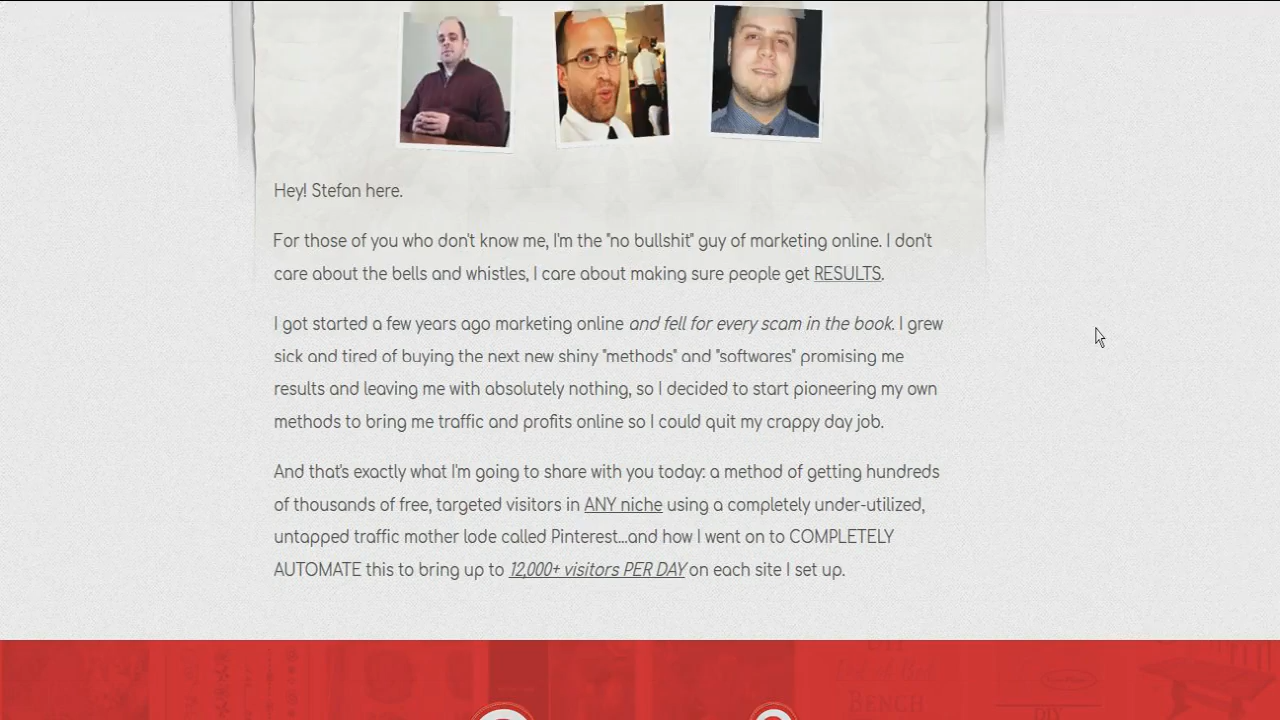 Hey! Stefan here.
For those of you who don't know me, I'm the "no bullshit" guy of marketing online. I don't
care about the bells and whistles, I care about making sure people get RESULTS.
I got started a few years ago marketing online and fell for every scam in the book. I grew
sick and tired of buying the next new shiny "methods" and "softwares" promising me
results and leaving me with absolutely nothing, so I decided to start pioneering my own
methods to bring me traffic and profits online so I could quit my crappy day job.
And that's exactly what I'm going to share with you today: a method of getting hundreds
of thousands of free, targeted visitors in ANY niche using a completely under-utilized,
untapped traffic mother lode called Pinterest...and how I went on to COMPLETELY
AUTOMATE this to bring up to 12,000+ visitors PER DAY on each site I set up.
BENCH
DIY